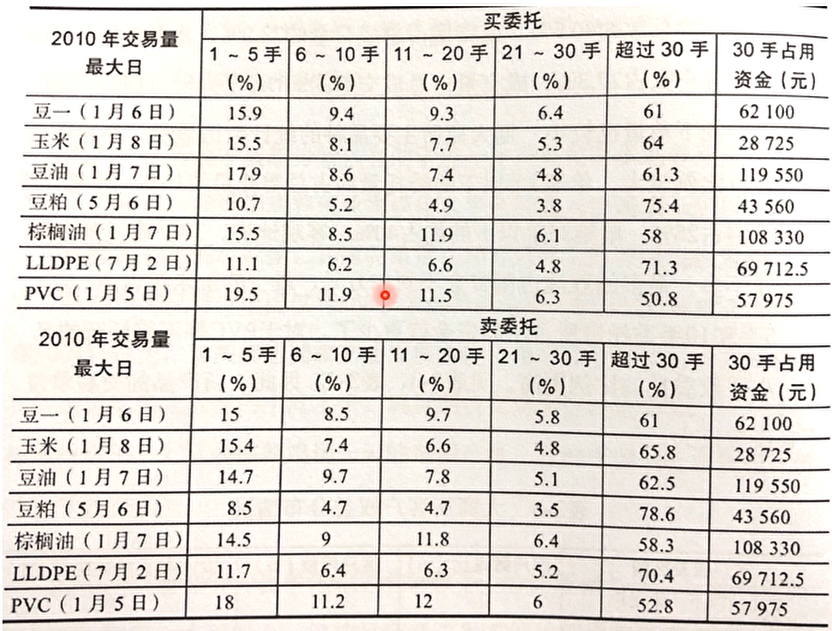 2010 年交易量最大日 买委托
1 ~ 5 手 (%) 6 ~ 10 手 (%) 11 ~ 20 手 (%) 21 ~ 30 手 (%) 超过 30 手 (%) 30 手占用资金(元)
豆一(1月6日) 15.9 9.4 9.3 6.4 61 62 100
玉米(1月8日) 15.5 8.1 7.7 5.3 64 28 725
豆油(1月7日) 17.9 8.6 7.4 4.8 61.3 119 550
豆粕(5月6日) 10.7 5.2 4.9 3.8 75.4 43 560
棕榈油(1月7日) 15.5 8.5 11.9 6.1 58 108 330
LLDPE(7月2日) 11.1 6.2 6.6 4.8 71.3 69 712.5
PVC(1月5日) 19.5 11.9 11.5 6.3 50.8 57 975
2010 年交易量最大日 卖委托
1 ~ 5 手 (%) 6 ~ 10 手 (%) 11 ~ 20 手 (%) 21 ~ 30 手 (%) 超过 30 手 (%) 30 手占用资金(元)
豆一(1月6日) 15 8.5 9.7 5.8 61 62 100
玉米(1月8日) 15.4 7.4 6.6 4.8 65.8 28 725
豆油(1月7日) 14.7 9.7 7.8 5.1 62.5 119 550
豆粕(5月6日) 8.5 4.7 4.7 3.5 78.6 43 560
棕榈油(1月7日) 14.5 9 11.8 6.4 58.3 108 330
LLDPE(7月2日) 11.7 6.4 6.3 5.2 70.4 69 712.5
PVC(1月5日) 18 11.2 12 6 52.8 57 975